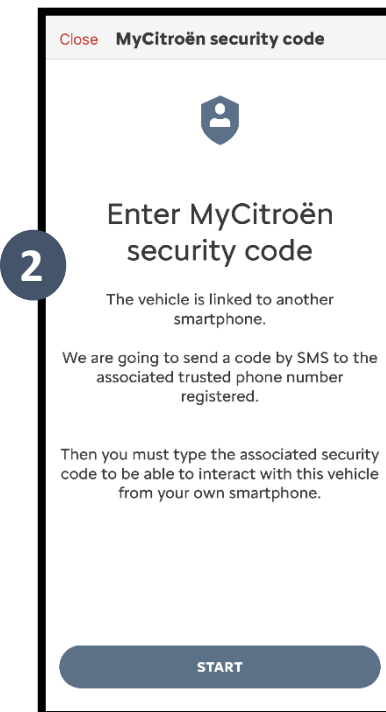 Close MyCitroën security code
Enter MyCitroën
security code
2
The vehicle is linked to another
smartphone.
We are going to send a code by SMS to the
associated trusted phone number
registered.
Then you must type the associated security
code to be able to interact with this vehicle
from your own smartphone.
START